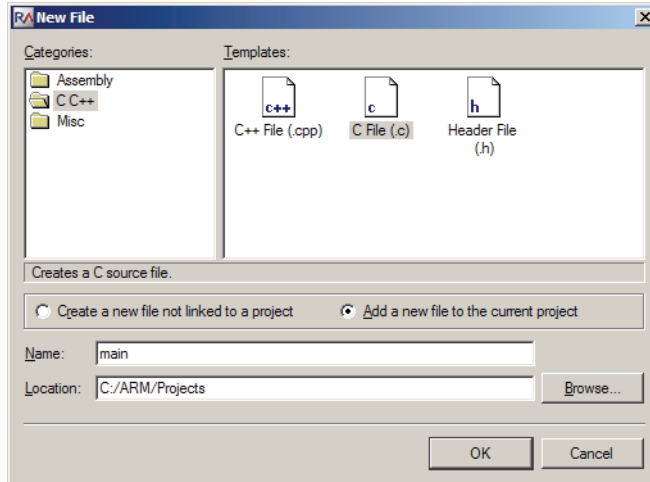 RA New File
Categories:
Templates:
Assembly
C C++
Misc
c++
c
h
C++ File (.cpp)
C File (.c)
Header File
(.h)
Creates a C source file.
Create a new file not linked to a project
Add a new file to the current project
Name: main
Location: C:/ARM/Projects
Browse...
OK
Cancel